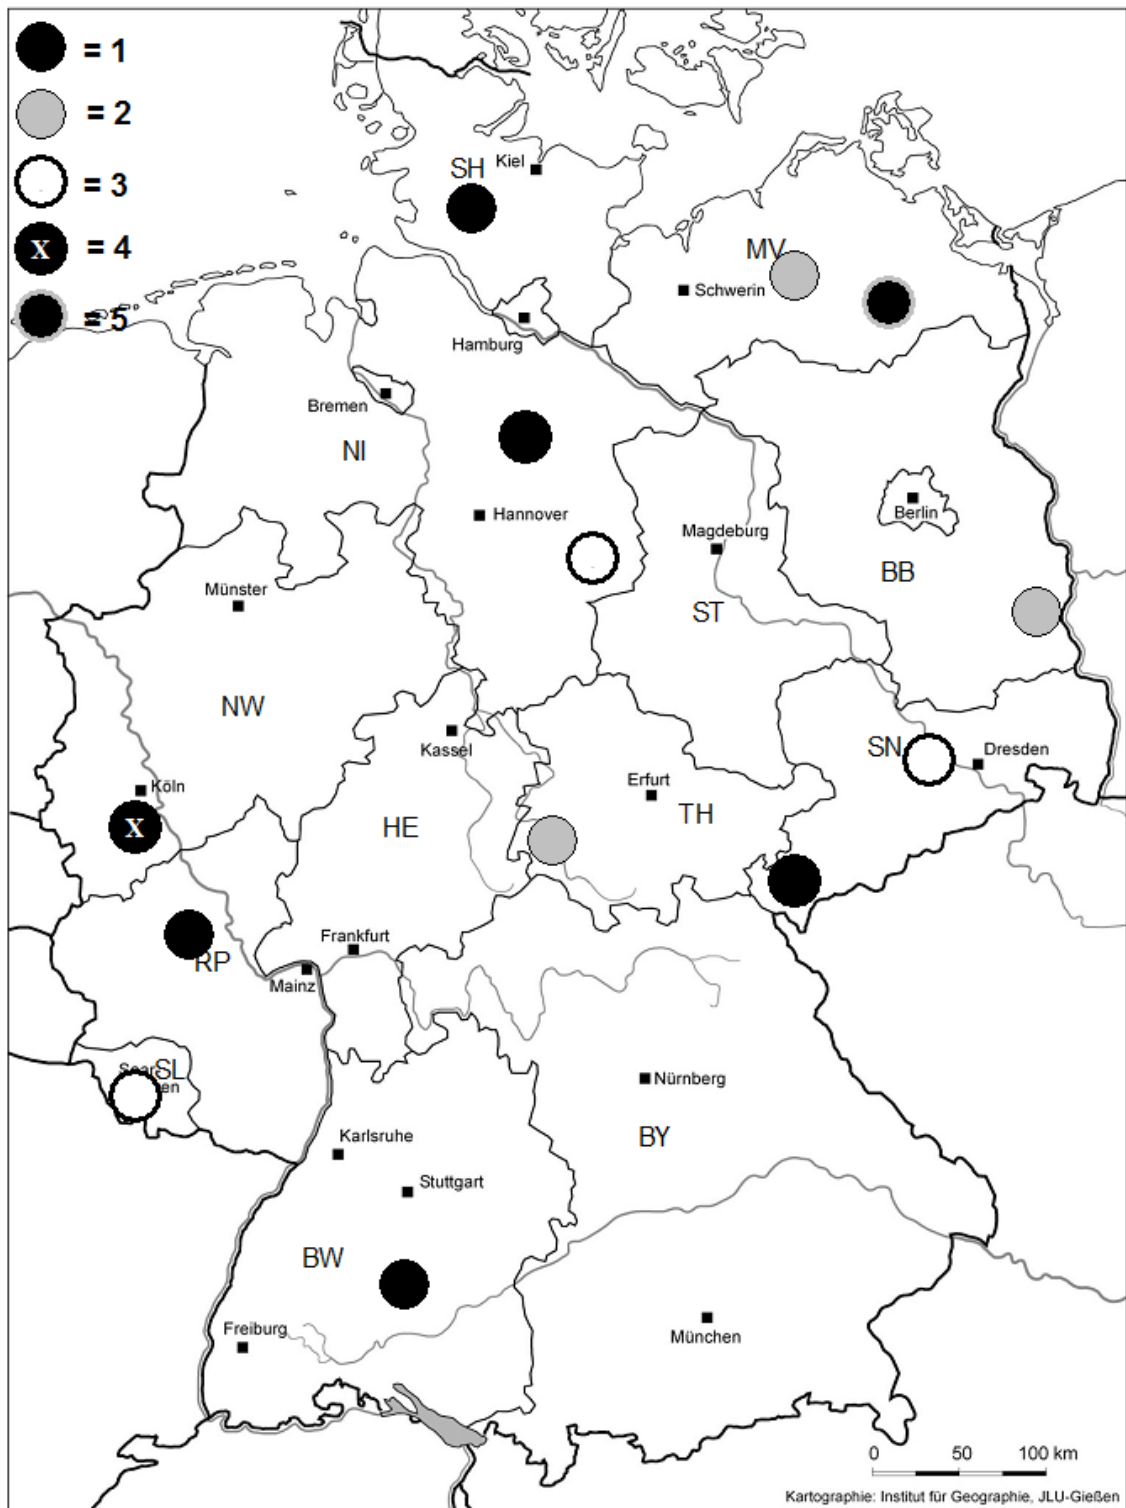 = 1
= 2
= 3
x = 4
= 5
SH
Kiel
MV
Schwerin
Hamburg
Bremen
NI
Hannover
Berlin
Magdeburg
BB
Münster
ST
NW
Kassel
SN
Dresden
Köln
Erfurt
x
HE
TH
Frankfurt
RP
Mainz
SL
Nürnberg
Karlsruhe
BY
Stuttgart
BW
Freiburg
München
0 50 100 km
Kartographie: Institut für Geographie, JLU-Gießen